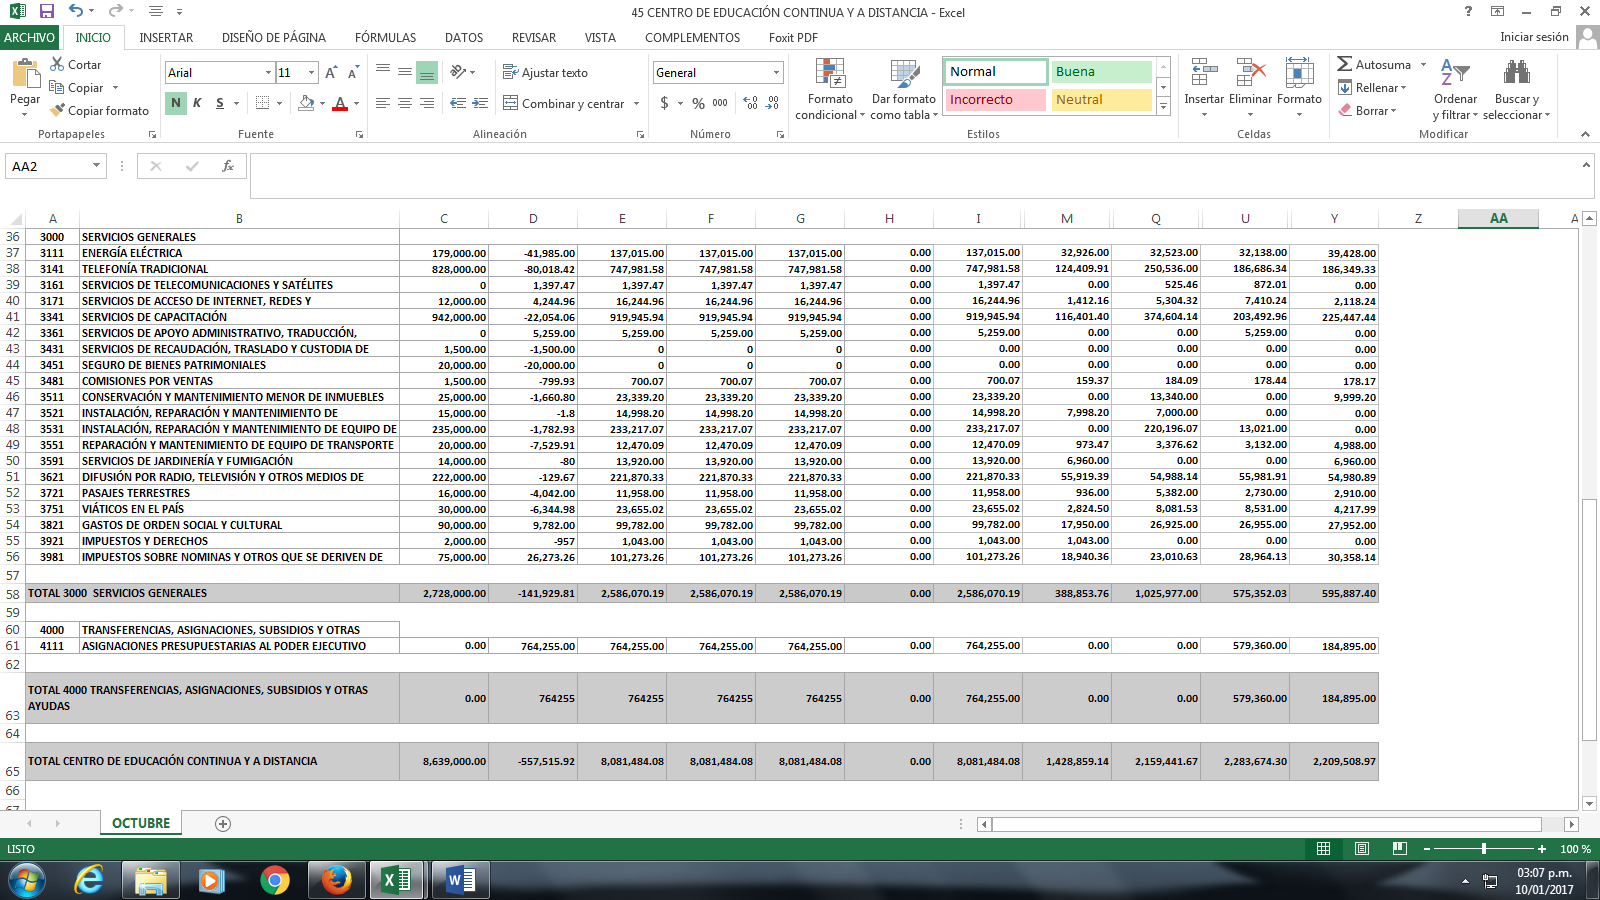 45 CENTRO DE EDUCACIÓN CONTINUA Y A DISTANCIA - Excel
ARCHIVO INICIO INSERTAR DISEÑO DE PÁGINA FÓRMULAS DATOS REVISAR VISTA COMPLEMENTOS Foxit PDF Iniciar sesión
Pegar Cortar Copiar Copiar formato Arial 11 N K S Ajustar texto Combinar y centrar General $ % 000 Formato condicional Dar formato como tabla Normal Buena Incorrecto Neutral Insertar Eliminar Formato Autosuma Rellenar Borrar Ordenar y filtrar Buscar y seleccionar
Portapapeles Fuente Alineación Número Estilos Celdas Modificar
AA2 fx
A B C D E F G H I M Q U Y Z AA A
36 3000 SERVICIOS GENERALES
37 3111 ENERGÍA ELÉCTRICA 179,000.00 -41,985.00 137,015.00 137,015.00 137,015.00 0.00 137,015.00 32,926.00 32,523.00 32,138.00 39,428.00
38 3141 TELEFONÍA TRADICIONAL 828,000.00 -80,018.42 747,981.58 747,981.58 747,981.58 0.00 747,981.58 124,409.91 250,536.00 186,686.34 186,349.33
39 3161 SERVICIOS DE TELECOMUNICACIONES Y SATÉLITES 0 1,397.47 1,397.47 1,397.47 1,397.47 0.00 1,397.47 0.00 525.46 872.01 0.00
40 3171 SERVICIOS DE ACCESO DE INTERNET, REDES Y 12,000.00 4,244.96 16,244.96 16,244.96 16,244.96 0.00 16,244.96 1,412.16 5,304.32 7,410.24 2,118.24
41 3341 SERVICIOS DE CAPACITACIÓN 942,000.00 -22,054.06 919,945.94 919,945.94 919,945.94 0.00 919,945.94 116,401.40 374,604.14 203,492.96 225,447.44
42 3361 SERVICIOS DE APOYO ADMINISTRATIVO, TRADUCCIÓN, 0 5,259.00 5,259.00 5,259.00 5,259.00 0.00 5,259.00 0.00 0.00 5,259.00 0.00
43 3431 SERVICIOS DE RECAUDACIÓN, TRASLADO Y CUSTODIA DE 1,500.00 -1,500.00 0 0 0 0.00 0.00 0.00 0.00 0.00 0.00
44 3451 SEGURO DE BIENES PATRIMONIALES 20,000.00 -20,000.00 0 0 0 0.00 0.00 0.00 0.00 0.00 0.00
45 3481 COMISIONES POR VENTAS 1,500.00 -799.93 700.07 700.07 700.07 0.00 700.07 159.37 184.09 178.44 178.17
46 3511 CONSERVACIÓN Y MANTENIMIENTO MENOR DE INMUEBLES 25,000.00 -1,660.80 23,339.20 23,339.20 23,339.20 0.00 23,339.20 0.00 13,340.00 0.00 9,999.20
47 3521 INSTALACIÓN, REPARACIÓN Y MANTENIMIENTO DE 15,000.00 -1.8 14,998.20 14,998.20 14,998.20 0.00 14,998.20 7,998.20 7,000.00 0.00 0.00
48 3531 INSTALACIÓN, REPARACIÓN Y MANTENIMIENTO DE EQUIPO DE 235,000.00 -1,782.93 233,217.07 233,217.07 233,217.07 0.00 233,217.07 0.00 220,196.07 13,021.00 0.00
49 3551 REPARACIÓN Y MANTENIMIENTO DE EQUIPO DE TRANSPORTE 20,000.00 -7,529.91 12,470.09 12,470.09 12,470.09 0.00 12,470.09 973.47 3,376.62 3,132.00 4,988.00
50 3591 SERVICIOS DE JARDINERÍA Y FUMIGACIÓN 14,000.00 -80 13,920.00 13,920.00 13,920.00 0.00 13,920.00 6,960.00 0.00 0.00 6,960.00
51 3621 DIFUSIÓN POR RADIO, TELEVISIÓN Y OTROS MEDIOS DE 222,000.00 -129.67 221,870.33 221,870.33 221,870.33 0.00 221,870.33 55,919.39 54,988.14 55,981.91 54,980.89
52 3721 PASAJES TERRESTRES 16,000.00 -4,042.00 11,958.00 11,958.00 11,958.00 0.00 11,958.00 936.00 5,382.00 2,730.00 2,910.00
53 3751 VIÁTICOS EN EL PAÍS 30,000.00 -6,344.98 23,655.02 23,655.02 23,655.02 0.00 23,655.02 2,824.50 8,081.53 8,531.00 4,217.99
54 3821 GASTOS DE ORDEN SOCIAL Y CULTURAL 90,000.00 9,782.00 99,782.00 99,782.00 99,782.00 0.00 99,782.00 17,950.00 26,925.00 26,955.00 27,952.00
55 3921 IMPUESTOS Y DERECHOS 2,000.00 -957 1,043.00 1,043.00 1,043.00 0.00 1,043.00 1,043.00 0.00 0.00 0.00
56 3981 IMPUESTOS SOBRE NOMINAS Y OTROS QUE SE DERIVEN DE 75,000.00 26,273.26 101,273.26 101,273.26 101,273.26 0.00 101,273.26 18,940.36 23,010.63 28,964.13 30,358.14
57
58 TOTAL 3000 SERVICIOS GENERALES 2,728,000.00 -141,929.81 2,586,070.19 2,586,070.19 2,586,070.19 0.00 2,586,070.19 388,853.76 1,025,977.00 575,352.03 595,887.40
59
60 4000 TRANSFERENCIAS, ASIGNACIONES, SUBSIDIOS Y OTRAS
61 4111 ASIGNACIONES PRESUPUESTARIAS AL PODER EJECUTIVO 0.00 764,255.00 764,255.00 764,255.00 764,255.00 0.00 764,255.00 0.00 0.00 579,360.00 184,895.00
62
63 TOTAL 4000 TRANSFERENCIAS, ASIGNACIONES, SUBSIDIOS Y OTRAS AYUDAS 0.00 764255 764255 764255 764255 0.00 764,255.00 0.00 0.00 579,360.00 184,895.00
64
65 TOTAL CENTRO DE EDUCACIÓN CONTINUA Y A DISTANCIA 8,639,000.00 -557,515.92 8,081,484.08 8,081,484.08 8,081,484.08 0.00 8,081,484.08 1,428,859.14 2,159,441.67 2,283,674.30 2,209,508.97
66
OCTUBRE
LISTO 100 %
03:07 p.m.
10/01/2017